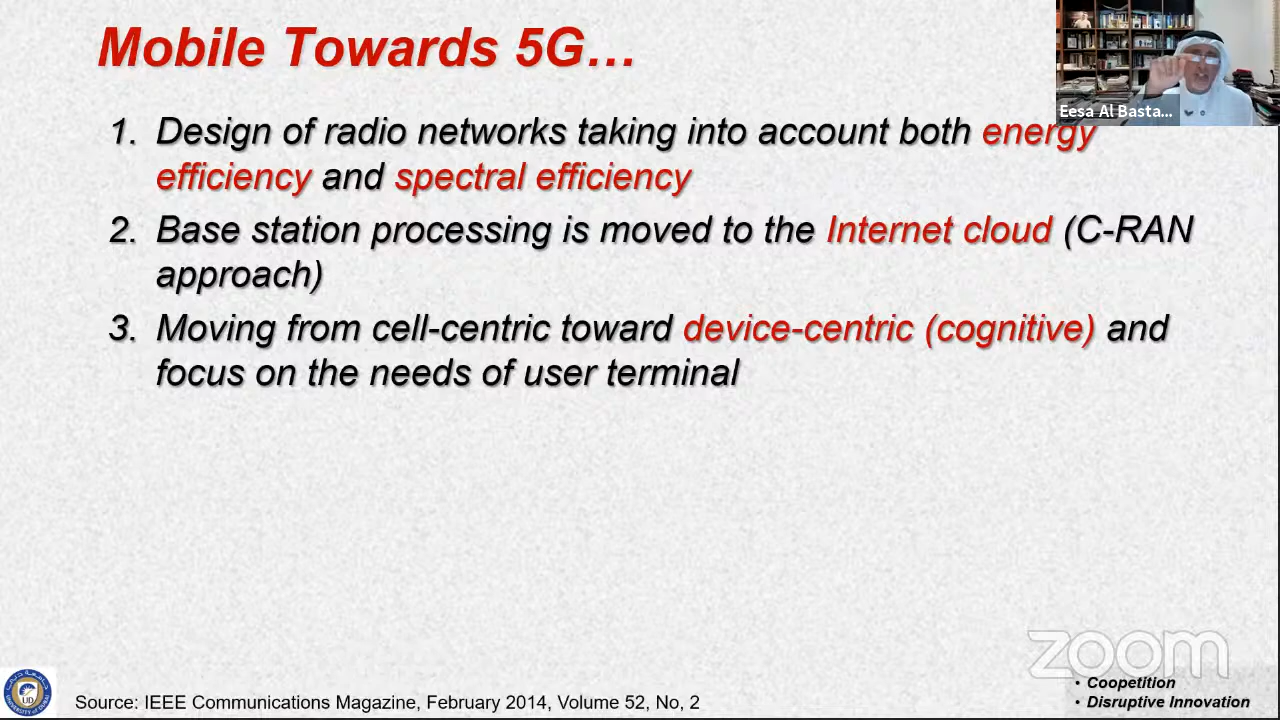 Mobile Towards 5G…
Eesa Al Basta...
1. Design of radio networks taking into account both energy
efficiency and spectral efficiency
2. Base station processing is moved to the Internet cloud (C-RAN
approach)
3. Moving from cell-centric toward device-centric (cognitive) and
focus on the needs of user terminal
zoom
• Coopetition
• Disruptive Innovation
Source: IEEE Communications Magazine, February 2014, Volume 52, No, 2